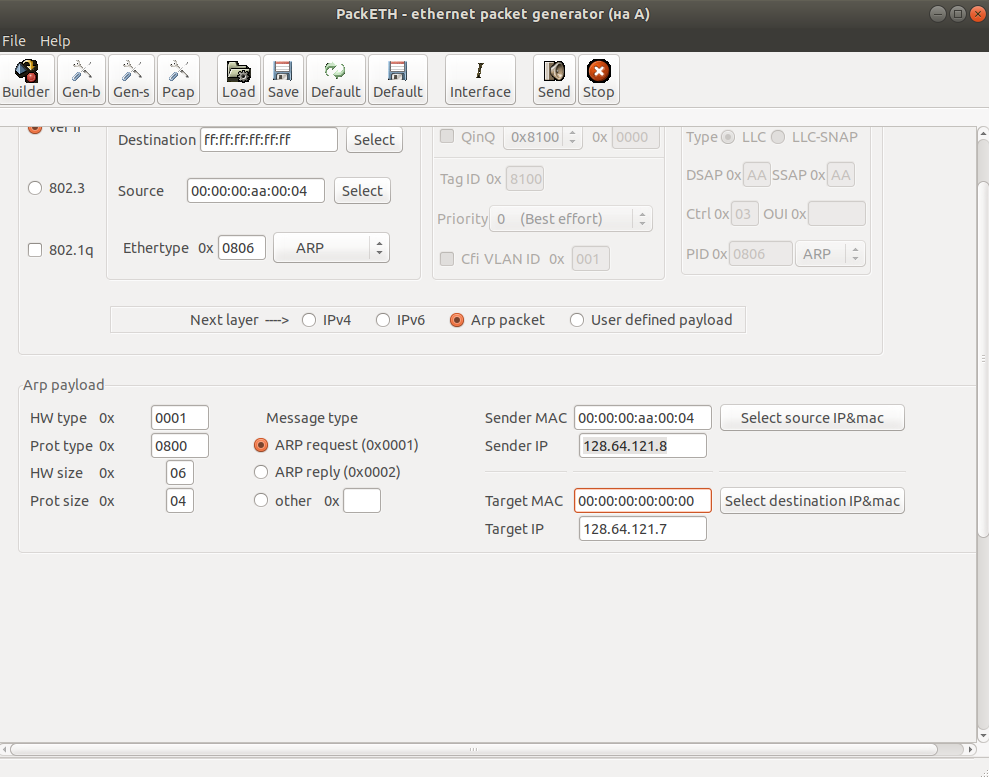 PackETH - ethernet packet generator (на A)
File Help
Builder Gen-b Gen-s Pcap Load Save Default Default Interface Send Stop
ver II Destination ff:ff:ff:ff:ff:ff Select QinQ 0x8100 0x 0000 Type LLC LLC-SNAP
Tag ID 0x 8100 DSAP 0x AA SSAP 0x AA
802.3 Source 00:00:00:aa:00:04 Select
Priority 0 (Best effort) Ctrl 0x 03 OUI 0x
802.1q Ethertype 0x 0806 ARP Cfi VLAN ID 0x 001 PID 0x 0806 ARP
Next layer ----> IPv4 IPv6 Arp packet User defined payload
Arp payload
HW type 0x 0001 Message type Sender MAC 00:00:00:aa:00:04 Select source IP&mac
Prot type 0x 0800 ARP request (0x0001) Sender IP 128.64.121.8
HW size 0x 06 ARP reply (0x0002)
Prot size 0x 04 other 0x Target MAC 00:00:00:00:00:00 Select destination IP&mac
Target IP 128.64.121.7